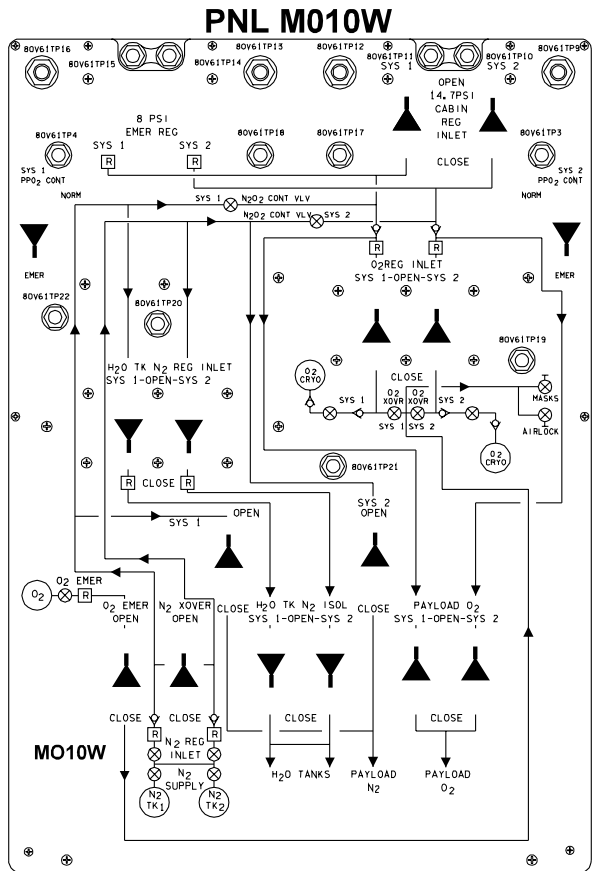 PNL M010W
80V61TP16
80V61TP15
80V61TP13
80V61TP14
80V61TP12
80V61TP11
SYS 1
80V61TP10
SYS 2
80V61TP9
OPEN
14.7PSI
CABIN
REG
INLET
CLOSE
8 PSI
EMER REG
SYS 1
SYS 2
R
R
80V61TP4
80V61TP18
80V61TP17
80V61TP3
SYS 1
PPO2 CONT
NORM
EMER
SYS 2
PPO2 CONT
NORM
EMER
SYS 1
N2O2 CONT VLV
N2O2 CONT VLV
SYS 2
R
R
O2REG INLET
SYS 1-OPEN-SYS 2
80V61TP22
80V61TP20
80V61TP19
H2O TK N2 REG INLET
SYS 1-OPEN-SYS 2
O2
CRYO
CLOSE
SYS 1
O2
XOVR
O2
XOVR
SYS 2
SYS 1
SYS 2
MASKS
AIRLOCK
O2
CRYO
80V61TP21
R
CLOSE
R
SYS 1
OPEN
SYS 2
OPEN
O2
O2 EMER
R
O2 EMER
OPEN
N2 XOVER
OPEN
CLOSE
H2O TK N2 ISOL
SYS 1-OPEN-SYS 2
CLOSE
PAYLOAD O2
SYS 1-OPEN-SYS 2
CLOSE
CLOSE
CLOSE
CLOSE
R
N2 REG
INLET
R
MO10W
N2
SUPPLY
N2
TK1
N2
TK2
H2O TANKS
PAYLOAD
N2
PAYLOAD
O2